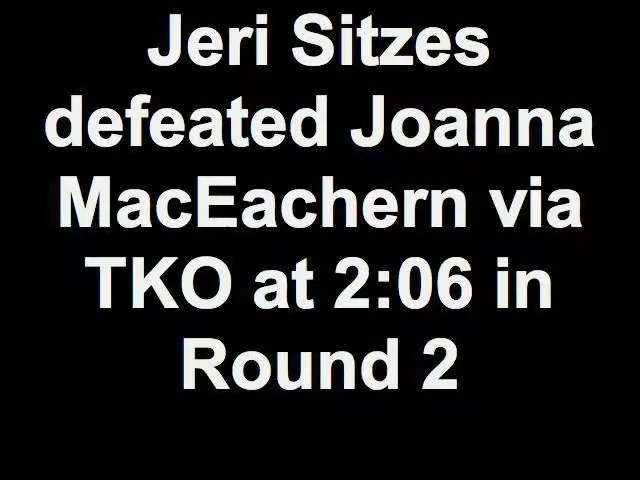 Jeri Sitzes
defeated Joanna
MacEachern via
TKO at 2:06 in
Round 2